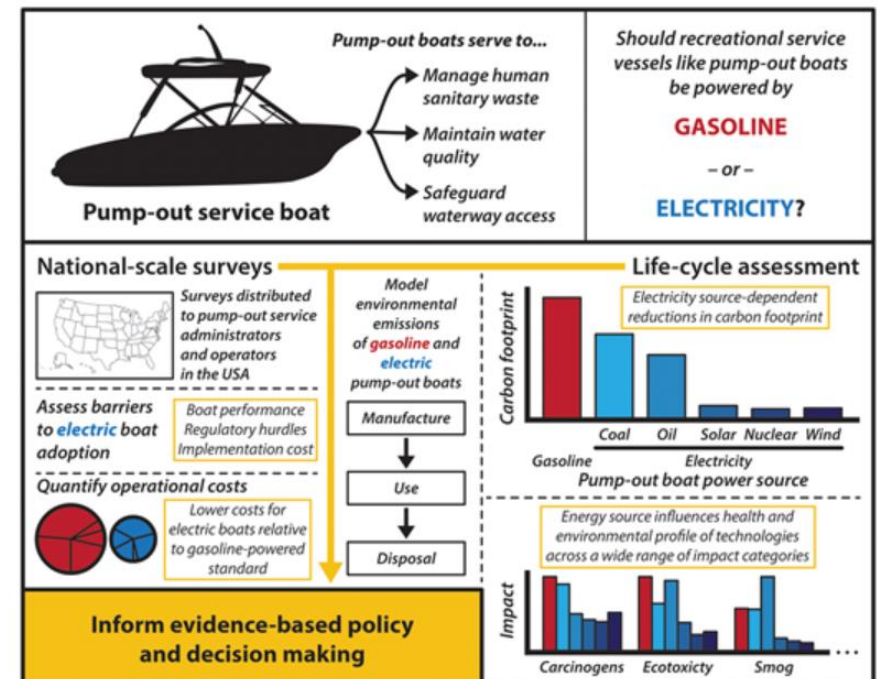 Pump-out boats serve to...
Manage human
sanitary waste
Maintain water
quality
Safeguard
waterway access
Pump-out service boat
Should recreational service
vessels like pump-out boats
be powered by
GASOLINE
– or –
ELECTRICITY?
National-scale surveys
Surveys distributed
to pump-out service
administrators
and operators
in the USA
Assess barriers
to electric boat
adoption
Boat performance
Regulatory hurdles
Implementation cost
Quantify operational costs
Lower costs for
electric boats relative
to gasoline-powered
standard
Model
environmental
emissions
of gasoline and
electric
pump-out boats
Manufacture
Use
Disposal
Inform evidence-based policy
and decision making
Life-cycle assessment
Electricity source-dependent
reductions in carbon footprint
Carbon footprint
Coal Oil Solar Nuclear Wind
Gasoline Electricity
Pump-out boat power source
Energy source influences health and
environmental profile of technologies
across a wide range of impact categories
Impact
Carcinogens Ecotoxicty Smog
...